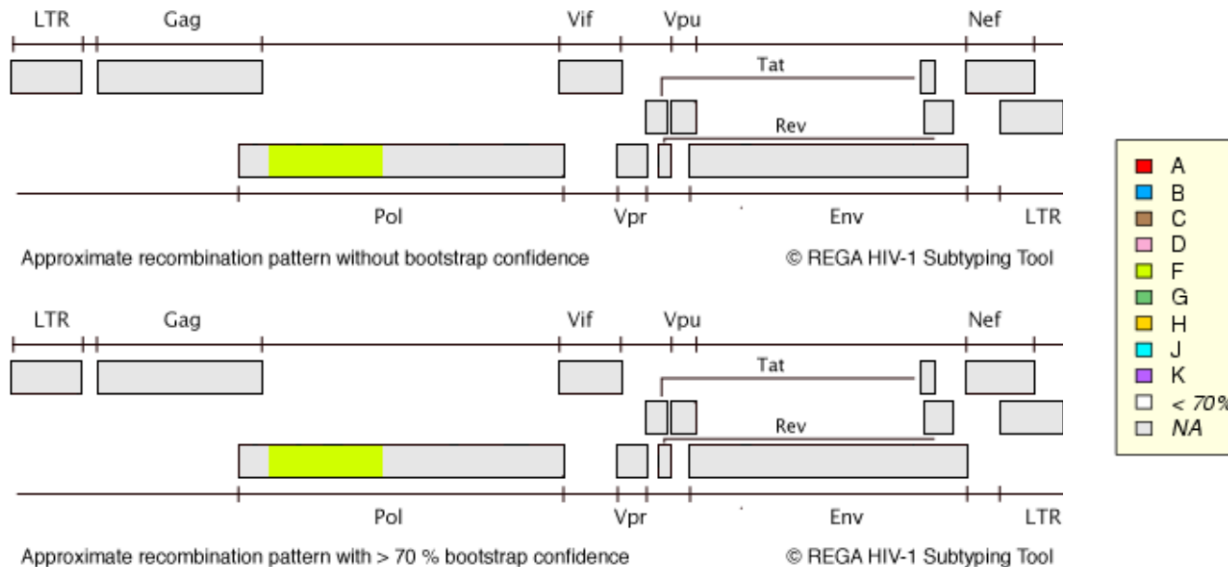 LTR Gag Vif Vpu Nef
Tat
Rev
Pol Vpr Env LTR
Approximate recombination pattern without bootstrap confidence © REGA HIV-1 Subtyping Tool
A
B
C
D
F
G
H
J
K
< 70%
NA
LTR Gag Vif Vpu Nef
Tat
Rev
Pol Vpr Env LTR
Approximate recombination pattern with > 70 % bootstrap confidence © REGA HIV-1 Subtyping Tool